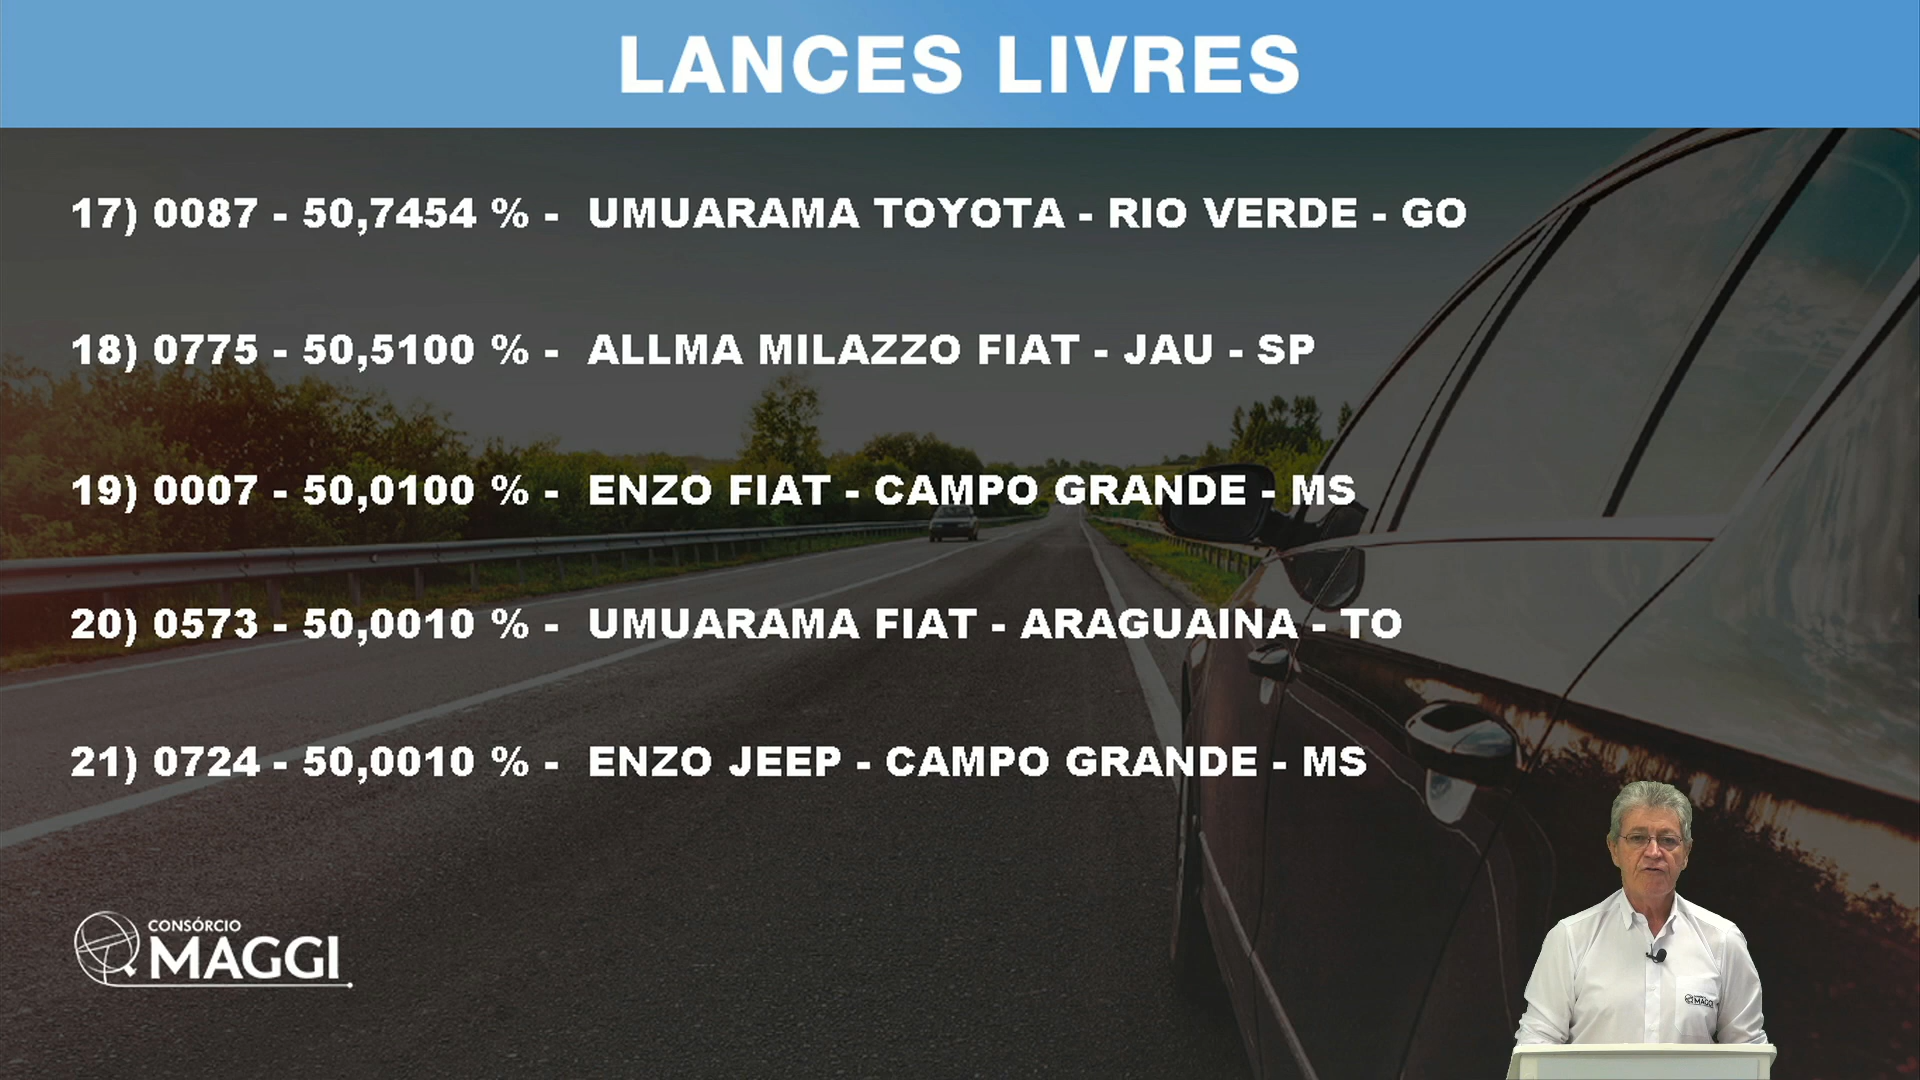 LANCES LIVRES
17) 0087 - 50,7454 % - UMUARAMA TOYOTA - RIO VERDE - GO
18) 0775 - 50,5100 % - ALLMA MILAZZO FIAT - JAU - SP
19) 0007 - 50,0100 % - ENZO FIAT - CAMPO GRANDE - MS
20) 0573 - 50,0010 % - UMUARAMA FIAT - ARAGUAINA - TO
21) 0724 - 50,0010 % - ENZO JEEP - CAMPO GRANDE - MS
CONSÓRCIO
MAGGI
MAGGI